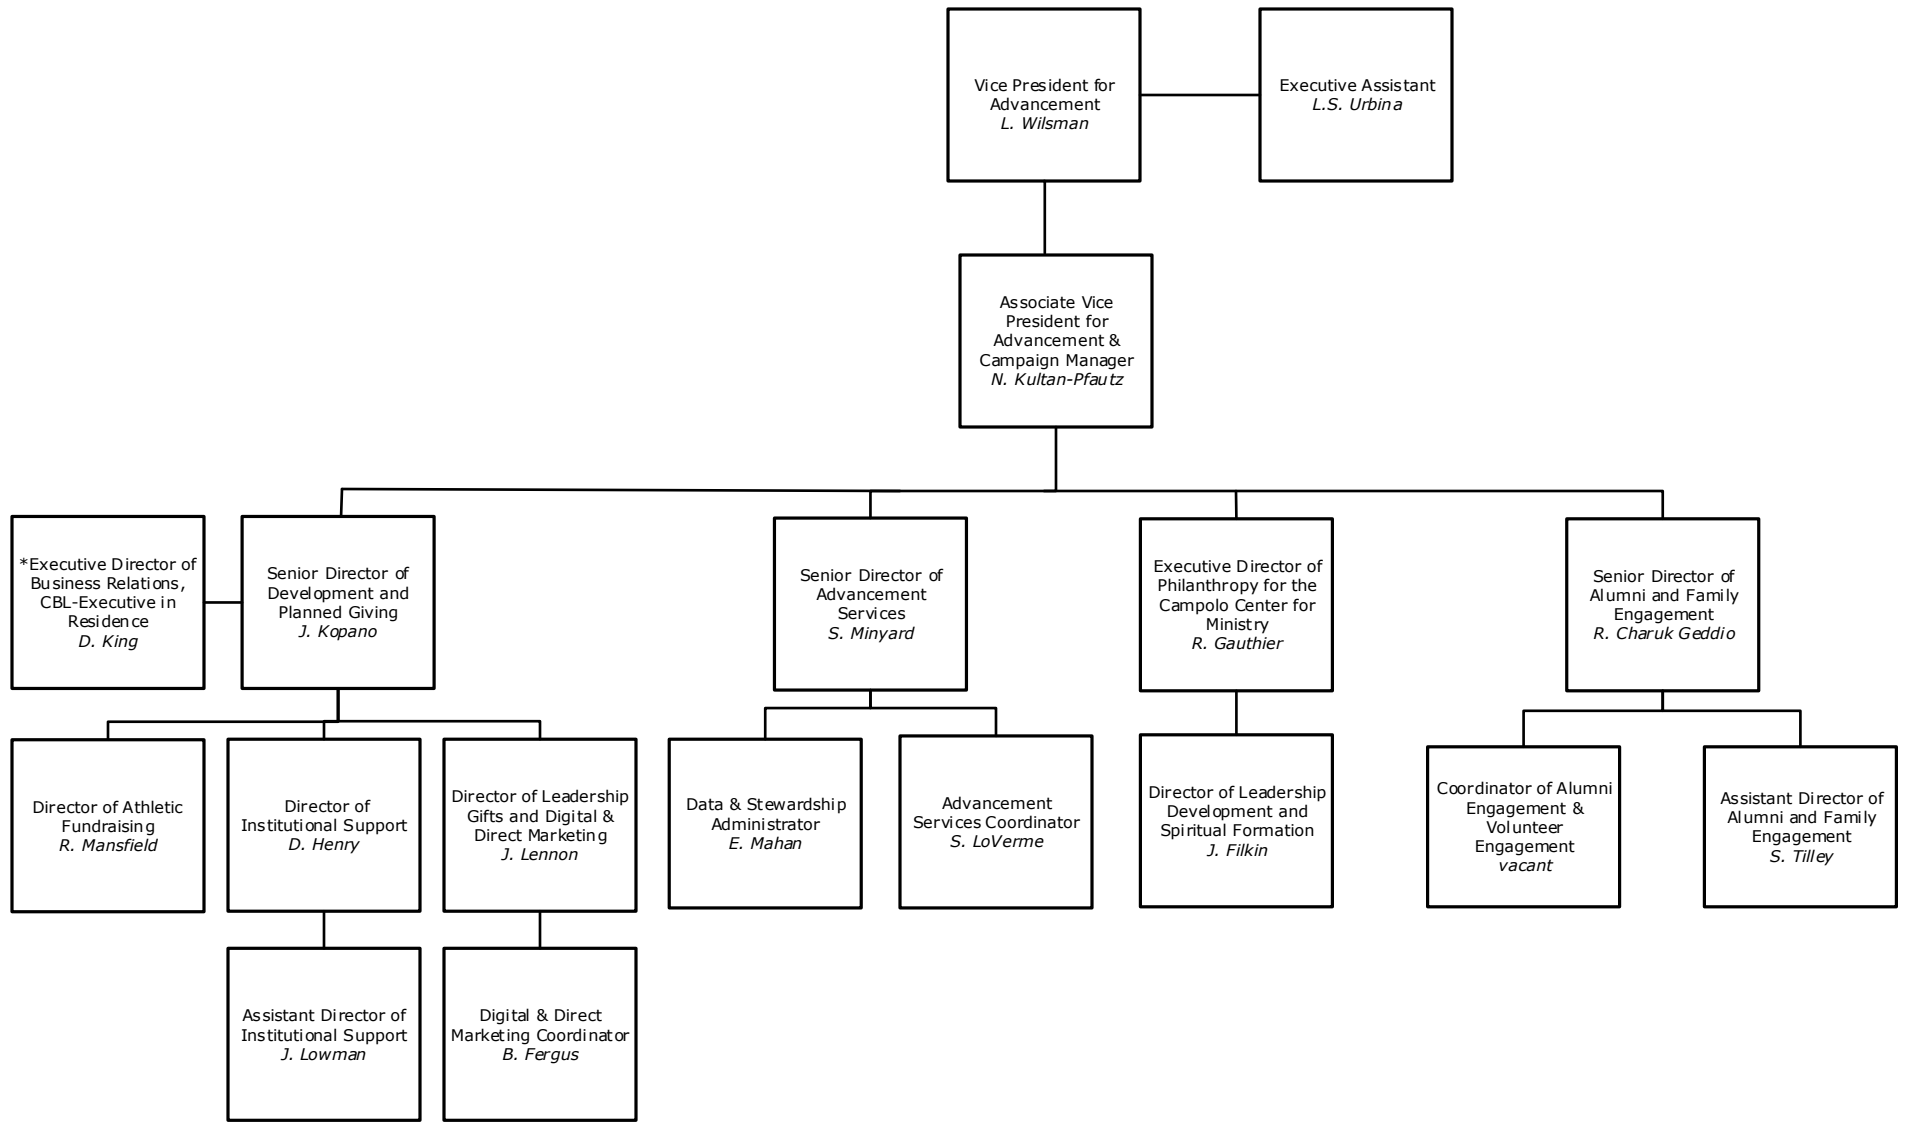 Vice President for
Advancement
L. Wilsman
Executive Assistant
L.S. Urbina
Associate Vice
President for
Advancement &
Campaign Manager
N. Kultan-Pfautz
*Executive Director of
Business Relations,
CBL-Executive in
Residence
D. King
Senior Director of
Development and
Planned Giving
J. Kopano
Senior Director of
Advancement
Services
S. Minyard
Executive Director of
Philanthropy for the
Campolo Center for
Ministry
R. Gauthier
Senior Director of
Alumni and Family
Engagement
R. Charuk Geddio
Director of Athletic
Fundraising
R. Mansfield
Director of
Institutional Support
D. Henry
Director of Leadership
Gifts and Digital &
Direct Marketing
J. Lennon
Data & Stewardship
Administrator
E. Mahan
Advancement
Services Coordinator
S. LoVerme
Director of Leadership
Development and
Spiritual Formation
J. Filkin
Coordinator of Alumni
Engagement &
Volunteer
Engagement
vacant
Assistant Director of
Alumni and Family
Engagement
S. Tilley
Assistant Director of
Institutional Support
J. Lowman
Digital & Direct
Marketing Coordinator
B. Fergus